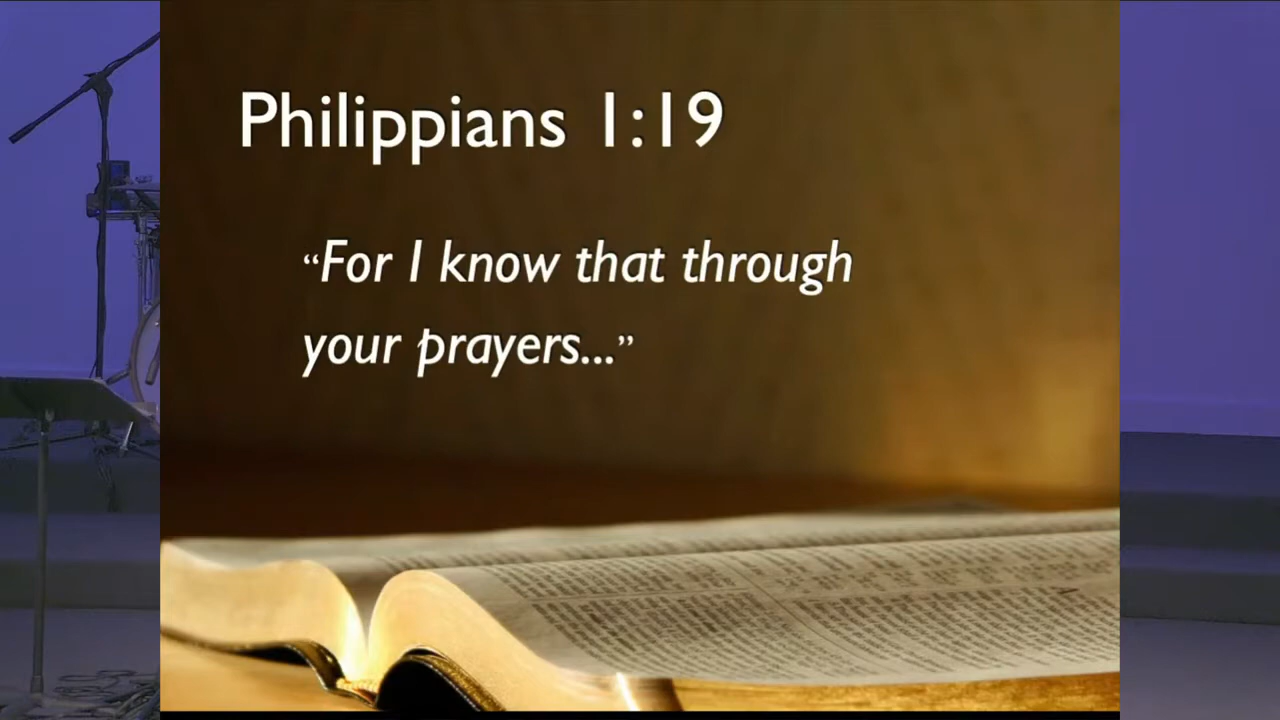 Philippians 1:19
“For I know that through
your prayers...”